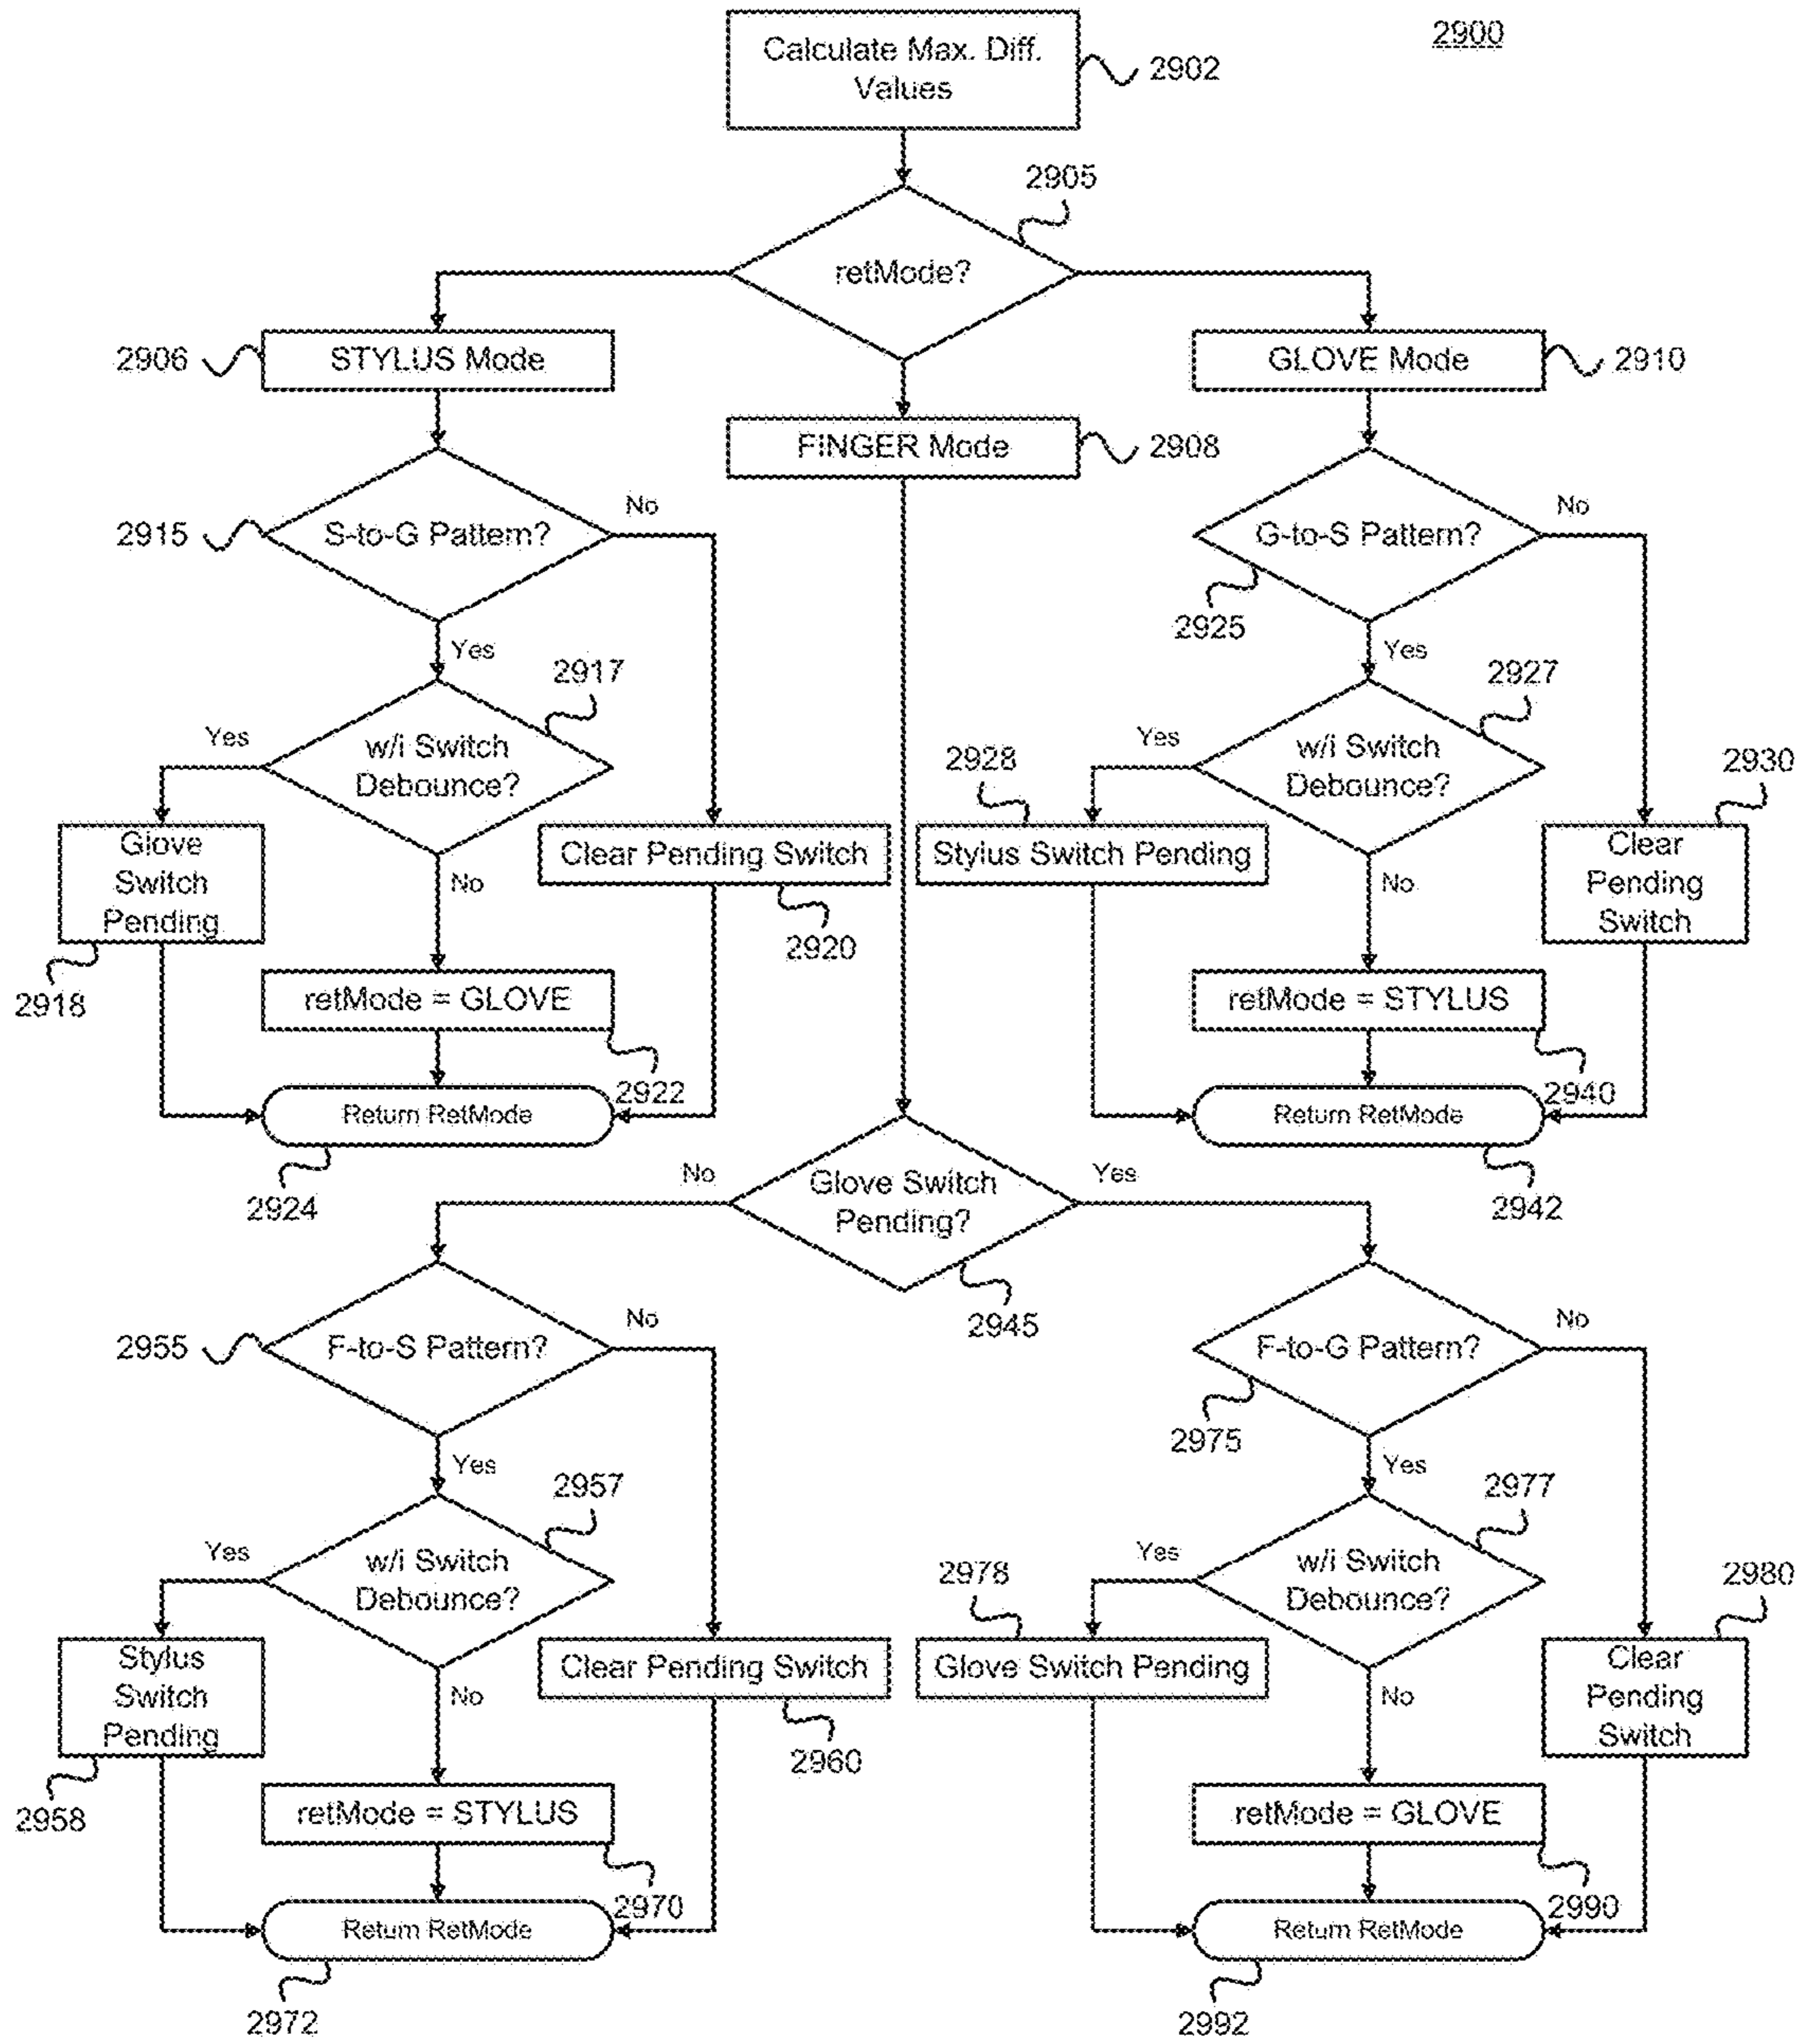 2900
Calculate Max. Diff.
Values
2902
2905
retMode?
2906
STYLUS Mode
GLOVE Mode
2910
FINGER Mode
2908
2915
S-to-G Pattern?
No
G-to-S Pattern?
No
2925
Yes
Yes
2917
2927
Yes
w/i Switch
Debounce?
2928
Yes
w/i Switch
Debounce?
2930
Glove
Switch
Pending
No
Clear Pending Switch
Stylus Switch Pending
No
Clear
Pending
Switch
2920
2918
retMode = GLOVE
retMode = STYLUS
2922
2940
Return RetMode
Return RetMode
2924
2942
No
Glove Switch
Pending?
Yes
2945
2955
F-to-S Pattern?
No
F-to-G Pattern?
No
2975
Yes
Yes
2957
2977
Yes
w/i Switch
Debounce?
2978
Yes
w/i Switch
Debounce?
2980
Stylus
Switch
Pending
No
Clear Pending Switch
Glove Switch Pending
No
Clear
Pending
Switch
2960
2958
retMode = STYLUS
retMode = GLOVE
2970
2990
Return RetMode
Return RetMode
2972
2992